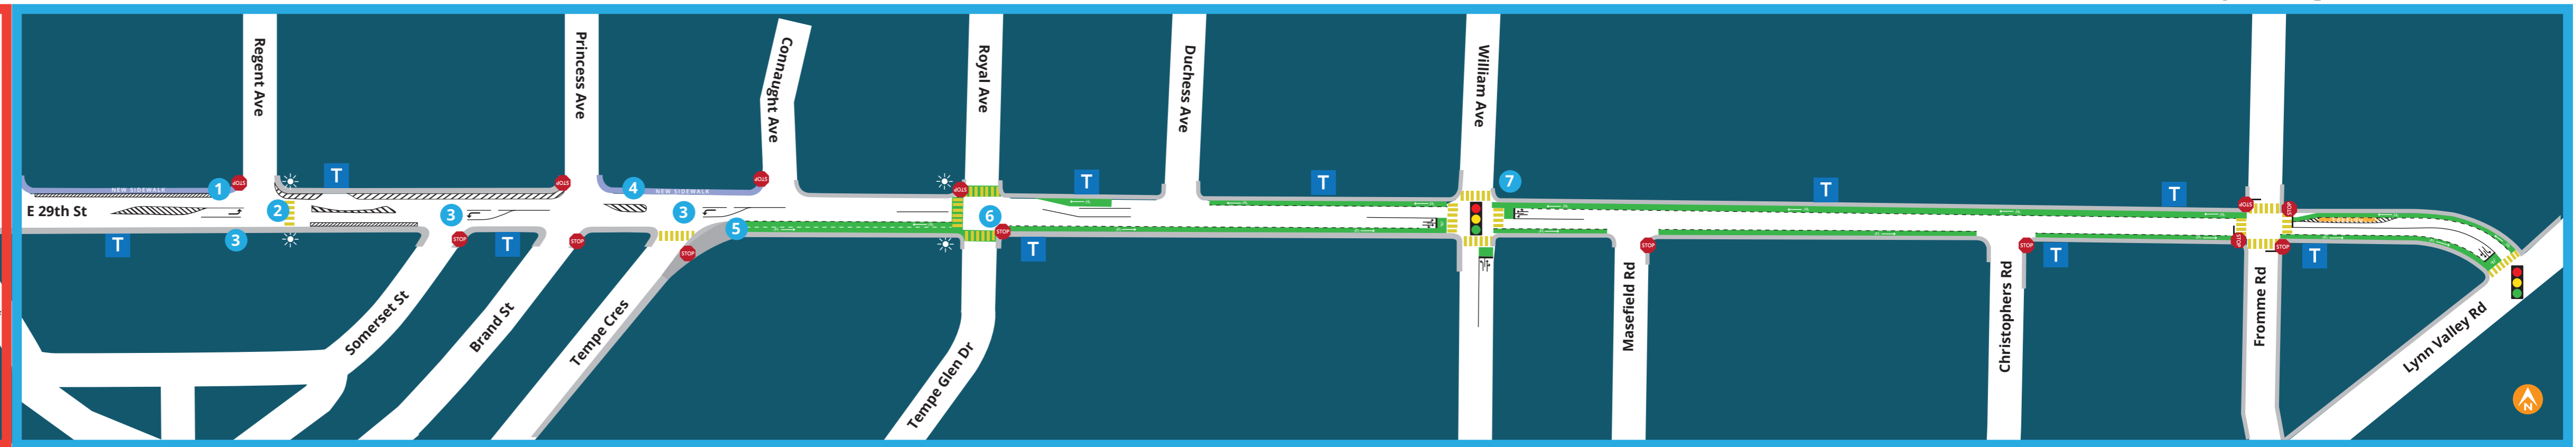 Regent Ave
Princess Ave
Connaught Ave
Royal Ave
Duchess Ave
William Ave
STOP
STOP
STOP
STOP
STOP
STOP
T
T
T
T
T
1
NEW SIDEWALK
4
NEW SIDEWALK
7
E 29th St
2
3
3
6
5
3
T
T
T
T
T
STOP
STOP
STOP
STOP
STOP
STOP
STOP
STOP
Somerset St
Brand St
Tempe Cres
Tempe Glen Dr
Masefield Rd
Christophers Rd
Fromme Rd
Lynn Valley Rd
N